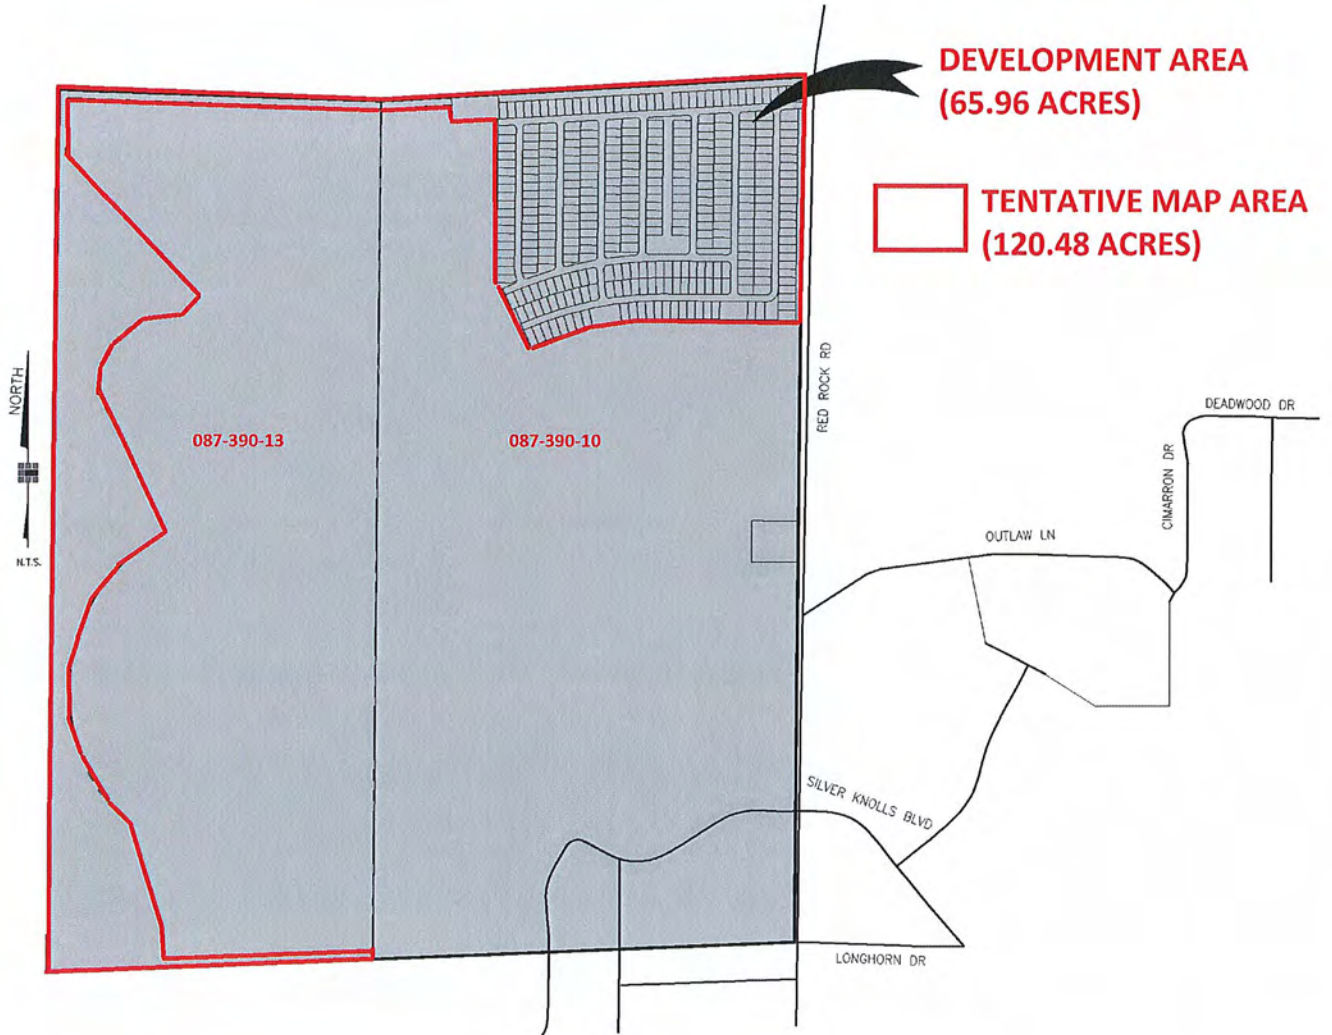 DEVELOPMENT AREA
(65.96 ACRES)
TENTATIVE MAP AREA
(120.48 ACRES)
NORTH
N.T.S.
087-390-13
087-390-10
RED ROCK RD
DEADWOOD DR
CIMARRON DR
OUTLAW LN
SILVER KNOLLS BLVD
LONGHORN DR